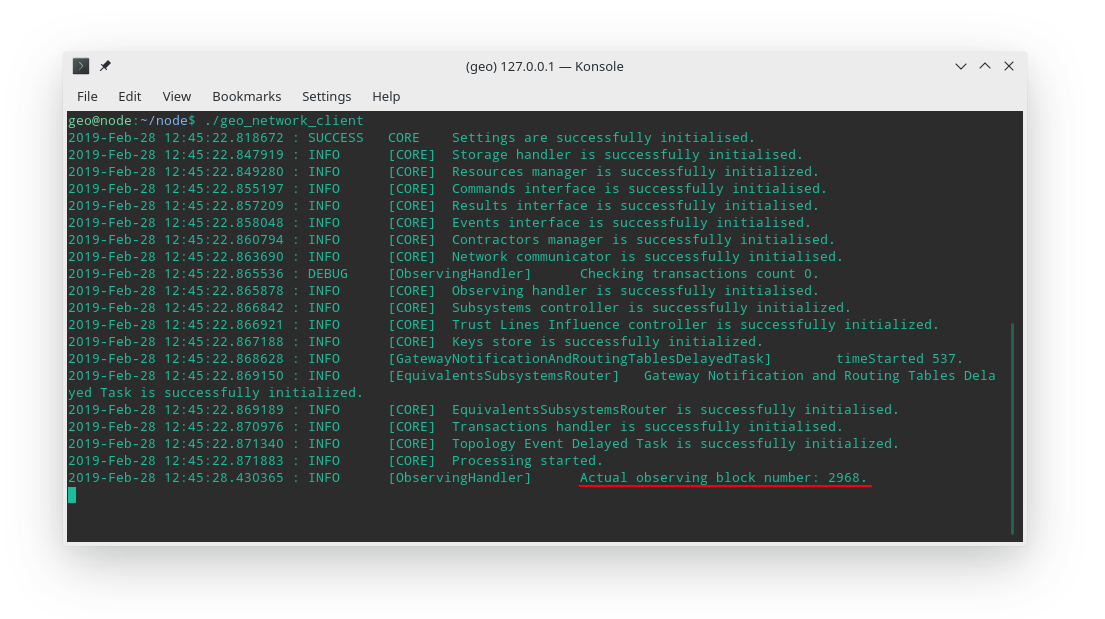 (geo) 127.0.0.1 — Konsole
File Edit View Bookmarks Settings Help
geo@node:~/node$ ./geo_network_client
2019-Feb-28 12:45:22.818672 : SUCCESS CORE Settings are successfully initialised.
2019-Feb-28 12:45:22.847919 : INFO [CORE] Storage handler is successfully initialised.
2019-Feb-28 12:45:22.849280 : INFO [CORE] Resources manager is successfully initialized.
2019-Feb-28 12:45:22.855197 : INFO [CORE] Commands interface is successfully initialised.
2019-Feb-28 12:45:22.857209 : INFO [CORE] Results interface is successfully initialised.
2019-Feb-28 12:45:22.858048 : INFO [CORE] Events interface is successfully initialised.
2019-Feb-28 12:45:22.860794 : INFO [CORE] Contractors manager is successfully initialised.
2019-Feb-28 12:45:22.863690 : INFO [CORE] Network communicator is successfully initialised.
2019-Feb-28 12:45:22.865536 : DEBUG [ObservingHandler] Checking transactions count 0.
2019-Feb-28 12:45:22.865878 : INFO [CORE] Observing handler is successfully initialised.
2019-Feb-28 12:45:22.866842 : INFO [CORE] Subsystems controller is successfully initialized.
2019-Feb-28 12:45:22.866921 : INFO [CORE] Trust Lines Influence controller is successfully initialized.
2019-Feb-28 12:45:22.867188 : INFO [CORE] Keys store is successfully initialized.
2019-Feb-28 12:45:22.868628 : INFO [GatewayNotificationAndRoutingTablesDelayedTask] timeStarted 537.
2019-Feb-28 12:45:22.869150 : INFO [EquivalentsSubsystemsRouter] Gateway Notification and Routing Tables Dela
yed Task is successfully initialized.
2019-Feb-28 12:45:22.869189 : INFO [CORE] EquivalentsSubsystemsRouter is successfully initialised.
2019-Feb-28 12:45:22.870976 : INFO [CORE] Transactions handler is successfully initialised.
2019-Feb-28 12:45:22.871340 : INFO [CORE] Topology Event Delayed Task is successfully initialized.
2019-Feb-28 12:45:22.871883 : INFO [CORE] Processing started.
2019-Feb-28 12:45:28.430365 : INFO [ObservingHandler] Actual observing block number: 2968.